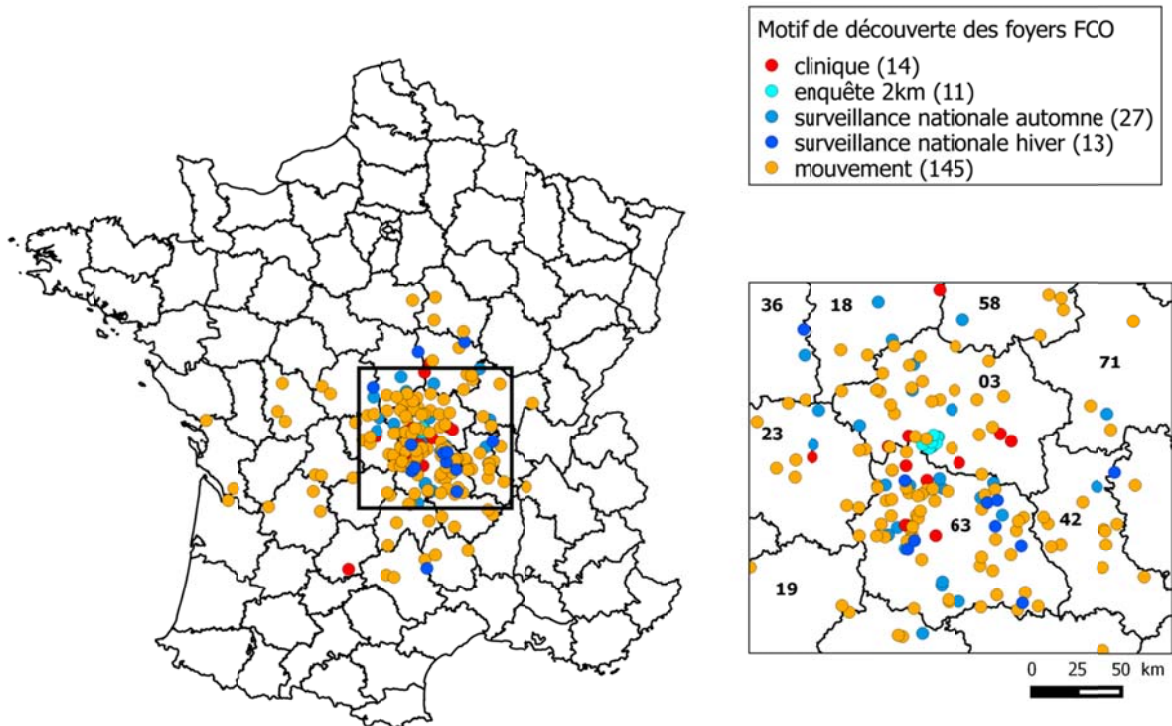 Motif de découverte des foyers FCO
clinique (14)
enquête 2km (11)
surveillance nationale automne (27)
surveillance nationale hiver (13)
mouvement (145)
36
18
58
71
03
23
63
42
19
0 25 50 km